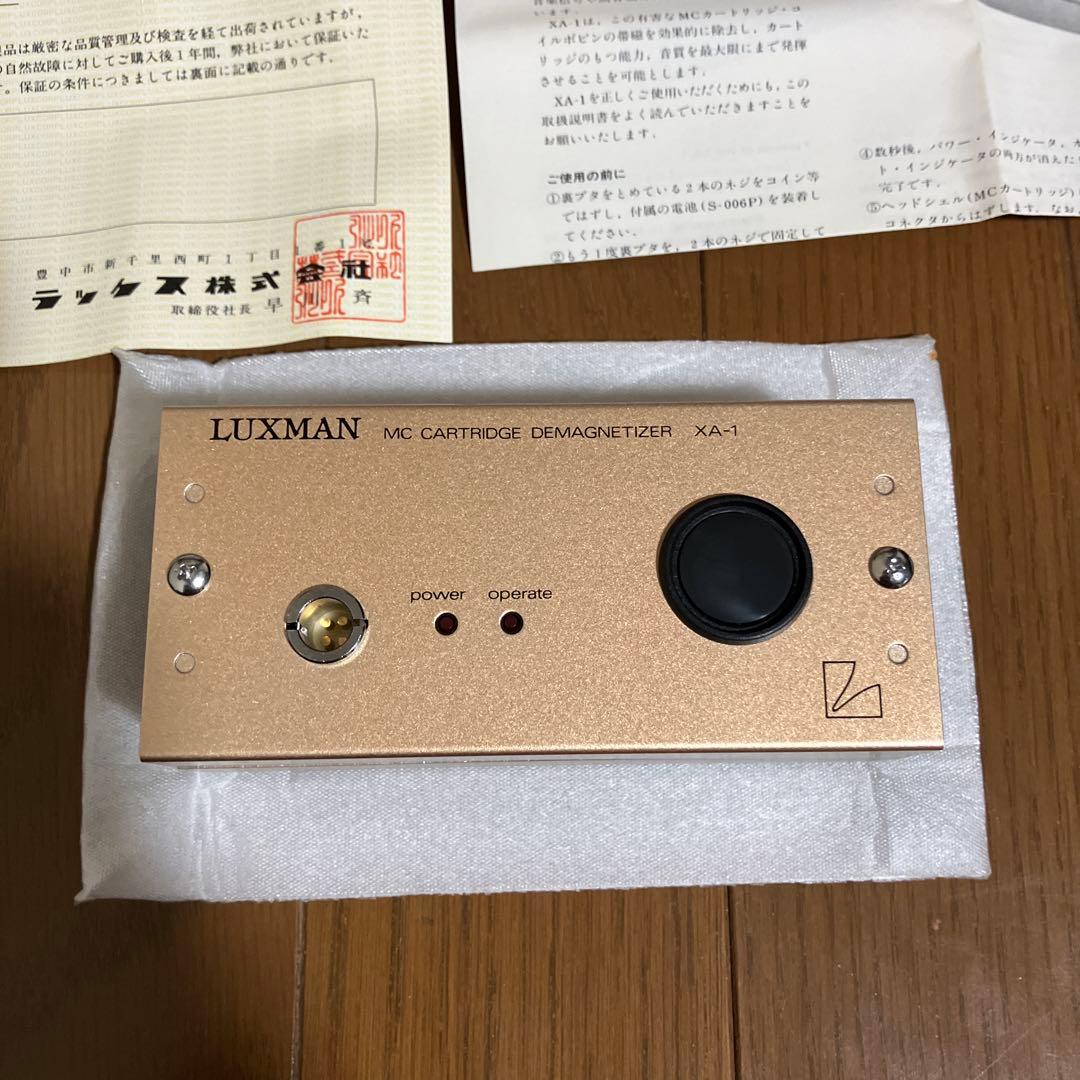 品は厳密な品質管理及び検査を経て出荷されていますが,
の自然故障に対してご購入後1年間, 弊社において保証いた
す。保証の条件につきましては裏面に記載の通りです。
豊中市新千里西町1丁目1番1
ラックス株式会社
取締役社長 早 斉
います。
XA-1は, この有害なMCカートリッジ・コ
イルボビンの帯磁を効果的に除去し, カート
リッジのもつ能力, 音質を最大限にまで発揮
させることを可能とします。
XA-1を正しくご使用いただくためにも, この
取扱説明書をよく読んでいただきますことを
お願いいたします。
ご使用の前に
①裏ブタをとめている2本のネジをコイン等
ではずし, 付属の電池(S-006P)を装着し
てください.
②もう1度裏ブタを, 2本のネジで固定して
④数秒後, パワー・インジケータ, オ
ト・インジケータの両方が消えた
完了です.
⑤ヘッドシェル(MCカートリッジ)
コネクタからはずします. なお
LUXMAN MC CARTRIDGE DEMAGNETIZER XA-1
power operate